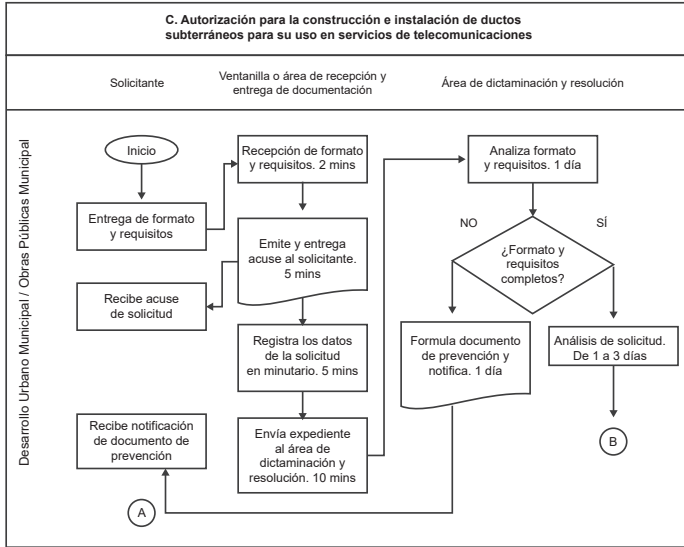 C. Autorización para la construcción e instalación de ductos
subterráneos para su uso en servicios de telecomunicaciones
Solicitante
Ventanilla o área de recepción y
entrega de documentación
Área de dictaminación y resolución
Desarrollo Urbano Municipal / Obras Públicas Municipal
Inicio
Entrega de formato
y requisitos
Recepción de formato
y requisitos. 2 mins
Emite y entrega
acuse al solicitante.
5 mins
Recibe acuse
de solicitud
Registra los datos
de la solicitud
en minutario. 5 mins
Envía expediente
al área de
dictaminación y
resolución. 10 mins
Analiza formato
y requisitos. 1 día
NO
SÍ
¿Formato y
requisitos
completos?
Formula documento
de prevención y
notifica. 1 día
Análisis de solicitud.
De 1 a 3 días
B
Recibe notificación
de documento de
prevención
A